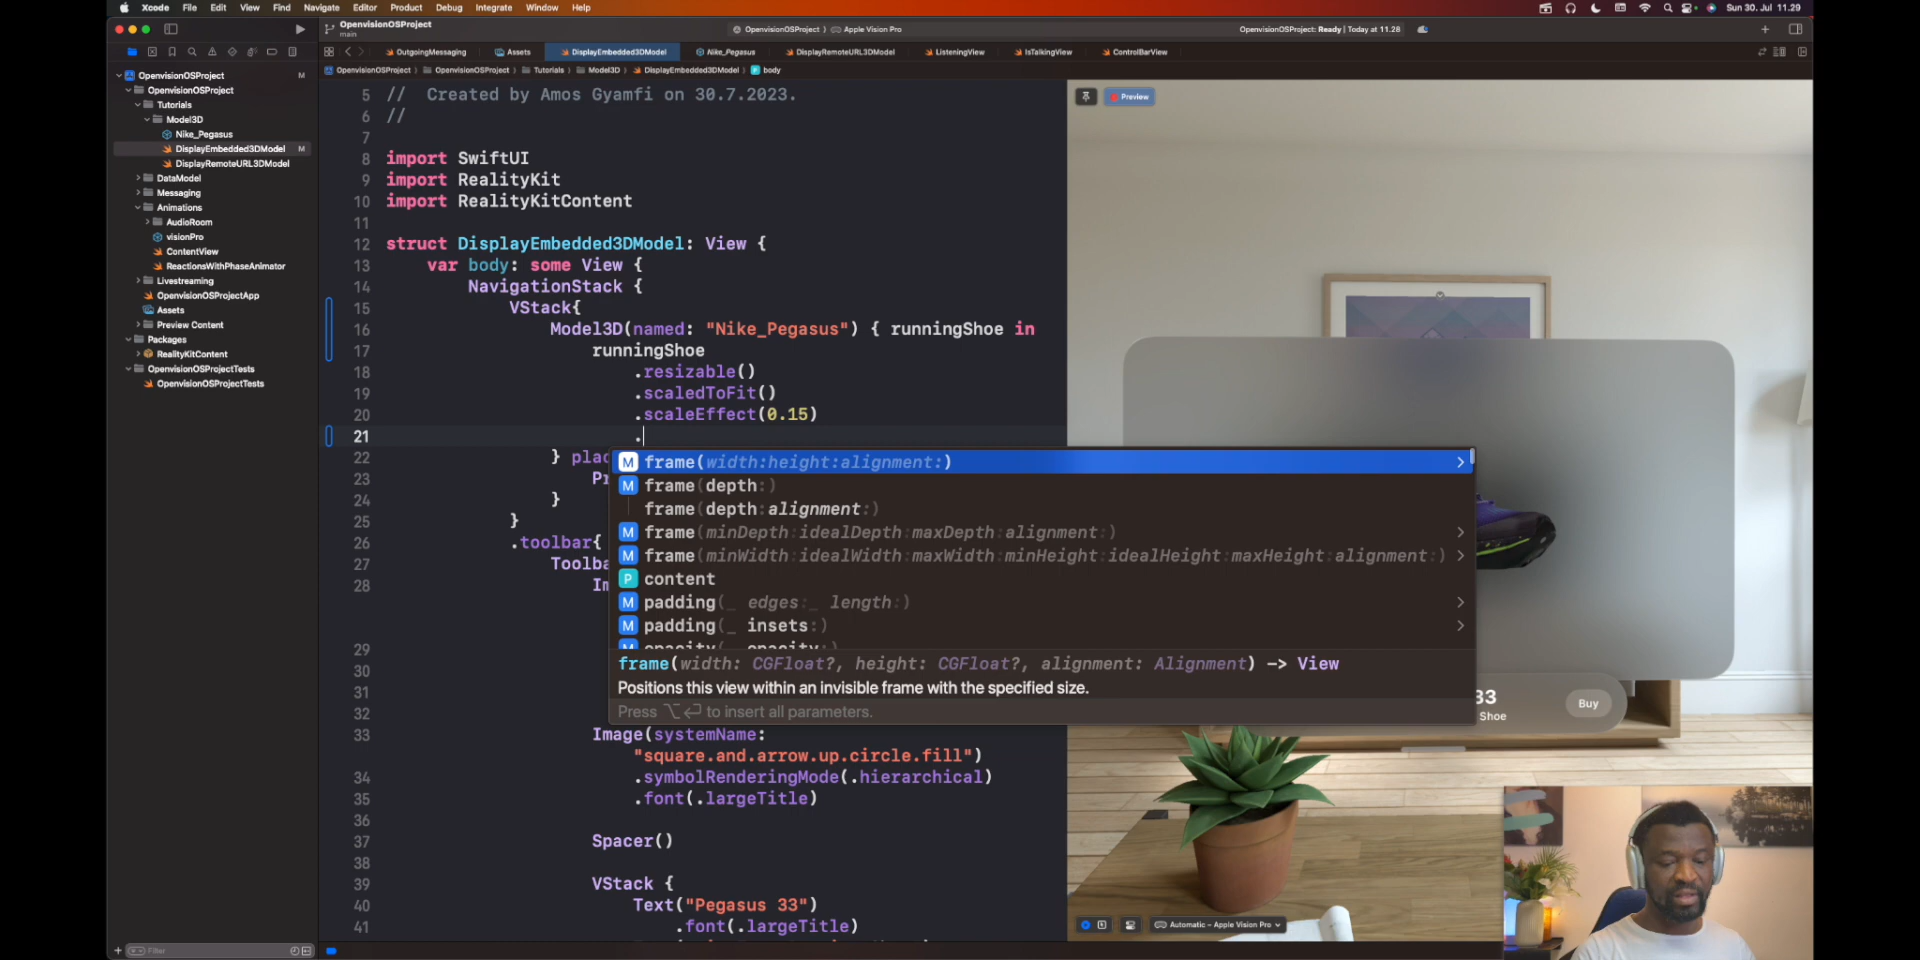 Xcode File Edit View Find Navigate Editor Product Debug Integrate Window Help
Sun 30. Jul 11.29
OpenvisionOSProject
main
OpenvisionOSProject
Apple Vision Pro
OpenvisionOSProject: Ready | Today at 11.28
OutgoingMessaging
Assets
DisplayEmbedded3DModel
Nike_Pegasus
DisplayRemoteURL3DModel
ListeningView
IsTalkingView
ControlBarView
OpenvisionOSProject
OpenvisionOSProject
Tutorials
Model3D
DisplayEmbedded3DModel
P body
OpenvisionOSProject M
OpenvisionOSProject
Tutorials
Model3D
Nike_Pegasus
DisplayEmbedded3DModel M
DisplayRemoteURL3DModel
DataModel
Messaging
Animations
AudioRoom
visionPro
ContentView
ReactionsWithPhaseAnimator
Livestreaming
OpenvisionOSProjectApp
Assets
Preview Content
Packages
RealityKitContent
OpenvisionOSProjectTests
OpenvisionOSProjectTests
Filter
5 // Created by Amos Gyamfi on 30.7.2023.
6 //
7
8 import SwiftUI
9 import RealityKit
10 import RealityKitContent
11
12 struct DisplayEmbedded3DModel: View {
13 var body: some View {
14 NavigationStack {
15 VStack{
16 Model3D(named: "Nike_Pegasus") { runningShoe in
17 runningShoe
18 .resizable()
19 .scaledToFit()
20 .scaleEffect(0.15)
21 .
22 } plac
23 Pr
24 }
25 }
26 .toolbar{
27 Toolba
28 Im
29
30
31
32
33 Image(systemName:
"square.and.arrow.up.circle.fill")
34 .symbolRenderingMode(.hierarchical)
35 .font(.largeTitle)
36
37 Spacer()
38
39 VStack {
40 Text("Pegasus 33")
41 .font(.largeTitle)
M frame(width:height:alignment:)
M frame(depth:)
frame(depth:alignment:)
M frame(minDepth:idealDepth:maxDepth:alignment:)
M frame(minWidth:idealWidth:maxWidth:minHeight:idealHeight:maxHeight:alignment:)
P content
M padding(_ edges:_ length:)
M padding(_ insets:)
M opacity(_ opacity:)
frame(width: CGFloat?, height: CGFloat?, alignment: Alignment) -> View
Positions this view within an invisible frame with the specified size.
Press ⌥↩ to insert all parameters.
Preview
33
Shoe
Buy
Automatic – Apple Vision Pro